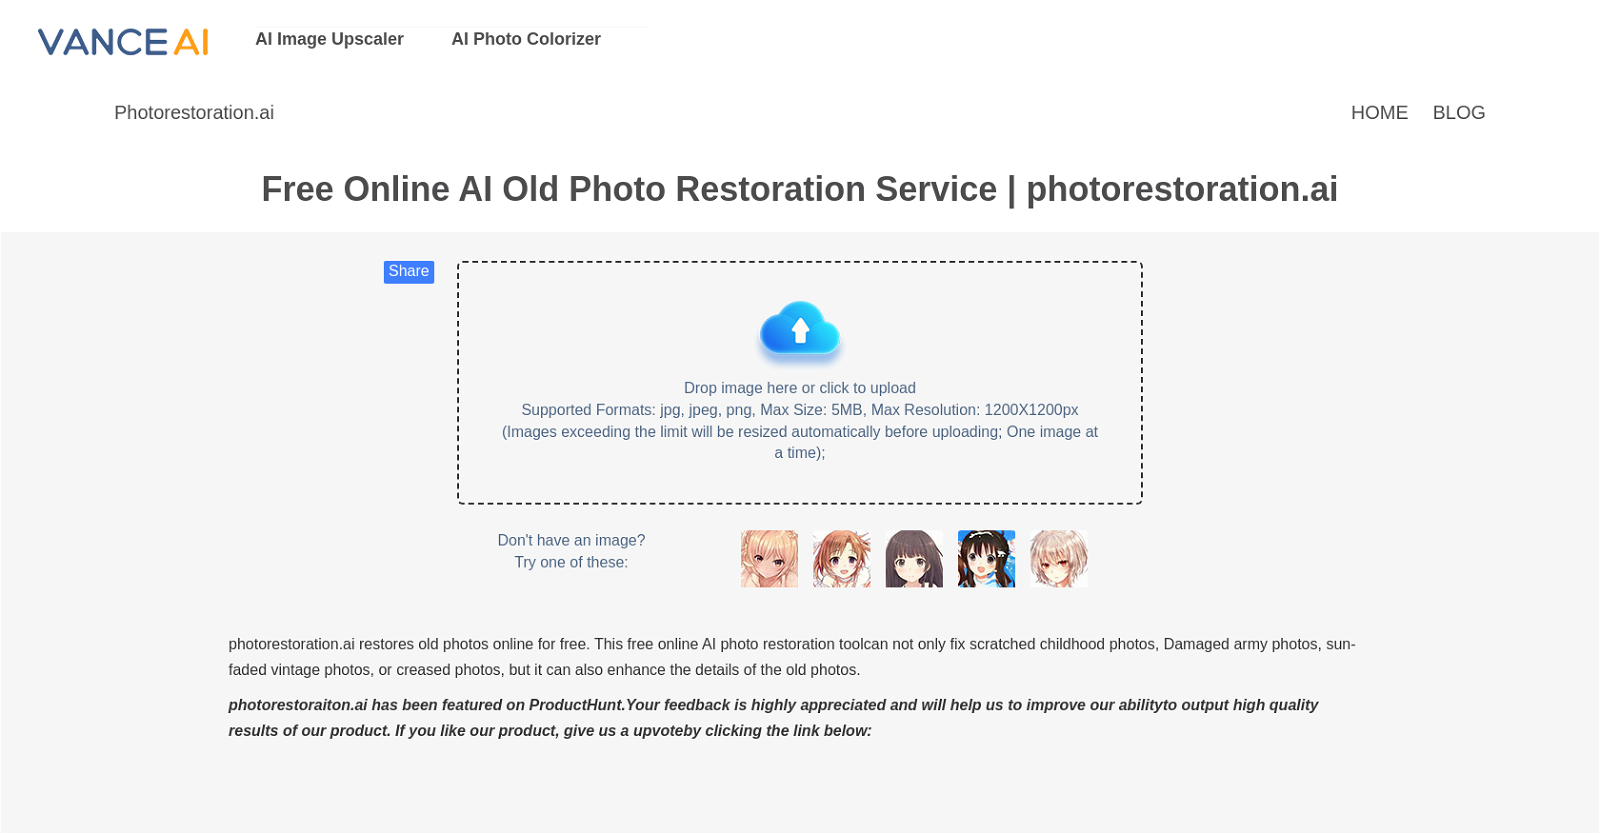 VANCE AI
AI Image Upscaler
AI Photo Colorizer
Photorestoration.ai
HOME
BLOG
Free Online AI Old Photo Restoration Service | photorestoration.ai
Share
Drop image here or click to upload
Supported Formats: jpg, jpeg, png, Max Size: 5MB, Max Resolution: 1200X1200px
(Images exceeding the limit will be resized automatically before uploading; One image at
a time);
Don't have an image?
Try one of these:
photorestoration.ai restores old photos online for free. This free online AI photo restoration toolcan not only fix scratched childhood photos, Damaged army photos, sun-
faded vintage photos, or creased photos, but it can also enhance the details of the old photos.
photorestoraiton.ai has been featured on ProductHunt.Your feedback is highly appreciated and will help us to improve our abilityto output high quality
results of our product. If you like our product, give us a upvoteby clicking the link below: